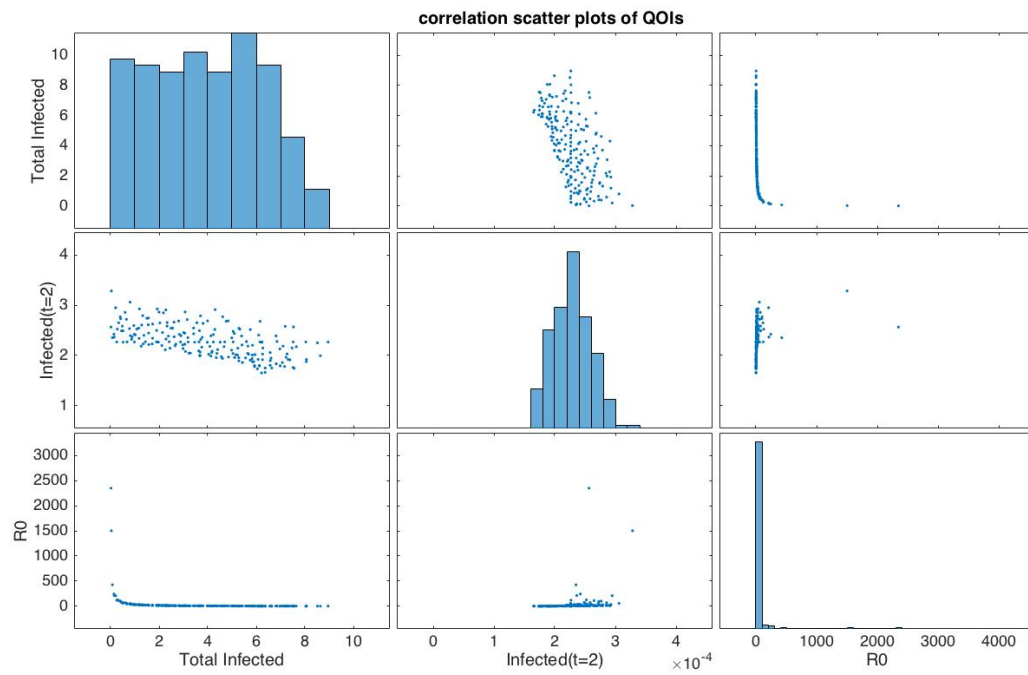 correlation scatter plots of QOIs
Total Infected
10
8
6
4
2
0
Infected(t=2)
4
3
2
1
R0
3000
2500
2000
1500
1000
500
0
0 2 4 6 8 10
Total Infected
0 1 2 3 4
Infected(t=2)
×10⁻⁴
0 1000 2000 3000 4000
R0